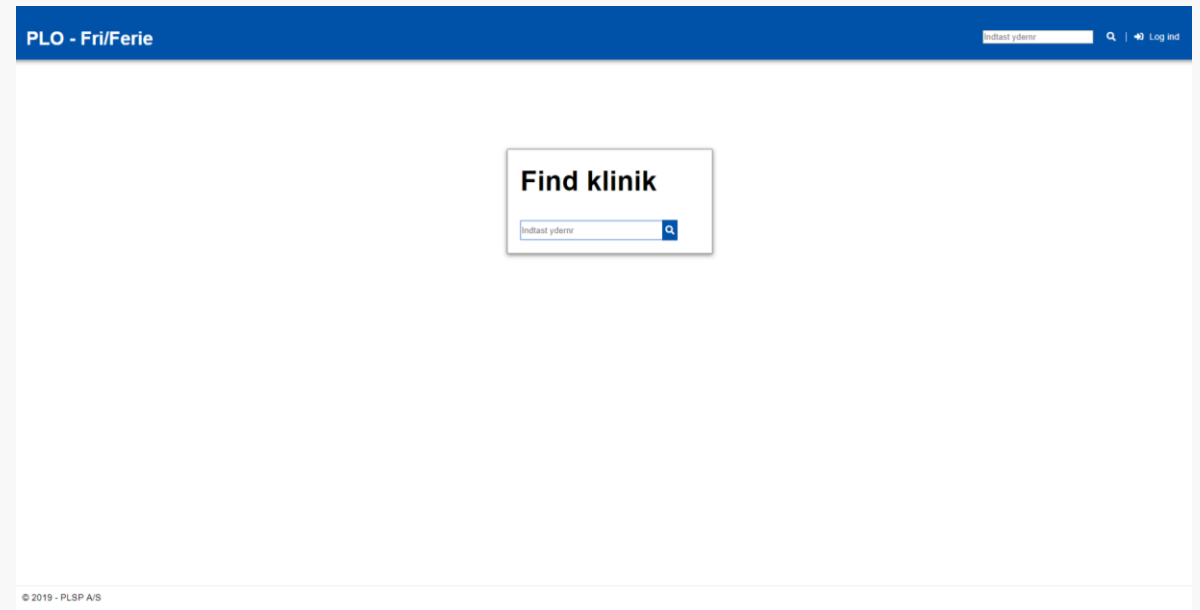 PLO - Fri/Ferie
Indtast ydernr
| Log ind
Find klinik
Indtast ydernr
© 2019 - PLSP A/S